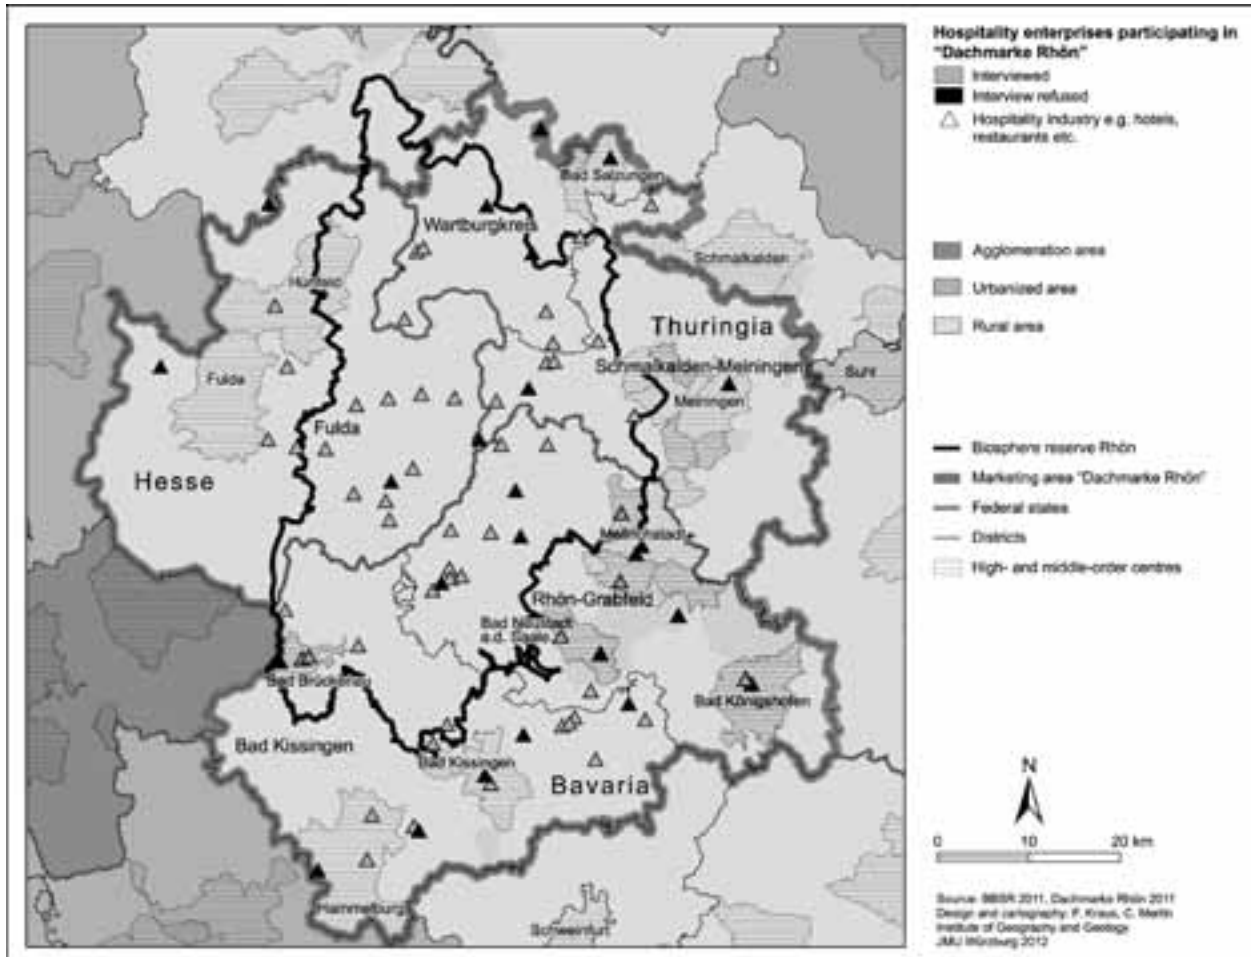 Hospitality enterprises participating in
"Dachmarke Rhön"
Interviewed
Interview refused
Hospitality industry e.g. hotels,
restaurants etc.
Agglomeration area
Urbanized area
Rural area
Biosphere reserve Rhön
Marketing area "Dachmarke Rhön"
Federal states
Districts
High- and middle-order centres
N
0 10 20 km
Source: BBSR 2011, Dachmarke Rhön 2011
Design and cartography: F. Kraus, C. Merlin
Institute of Geography and Geology
JMU Würzburg 2012
Bad Salzungen
Wartburgkreis
Schmalkalden
Hünfeld
Thuringia
Schmalkalden-Meiningen
Suhl
Fulda
Meiningen
Fulda
Hesse
Mellrichstadt
Rhön-Grabfeld
Bad Neustadt
a.d. Saale
Bad Brückenau
Bad Königshofen
Bad Kissingen
Bad Kissingen
Bavaria
Hammelburg
Schweinfurt